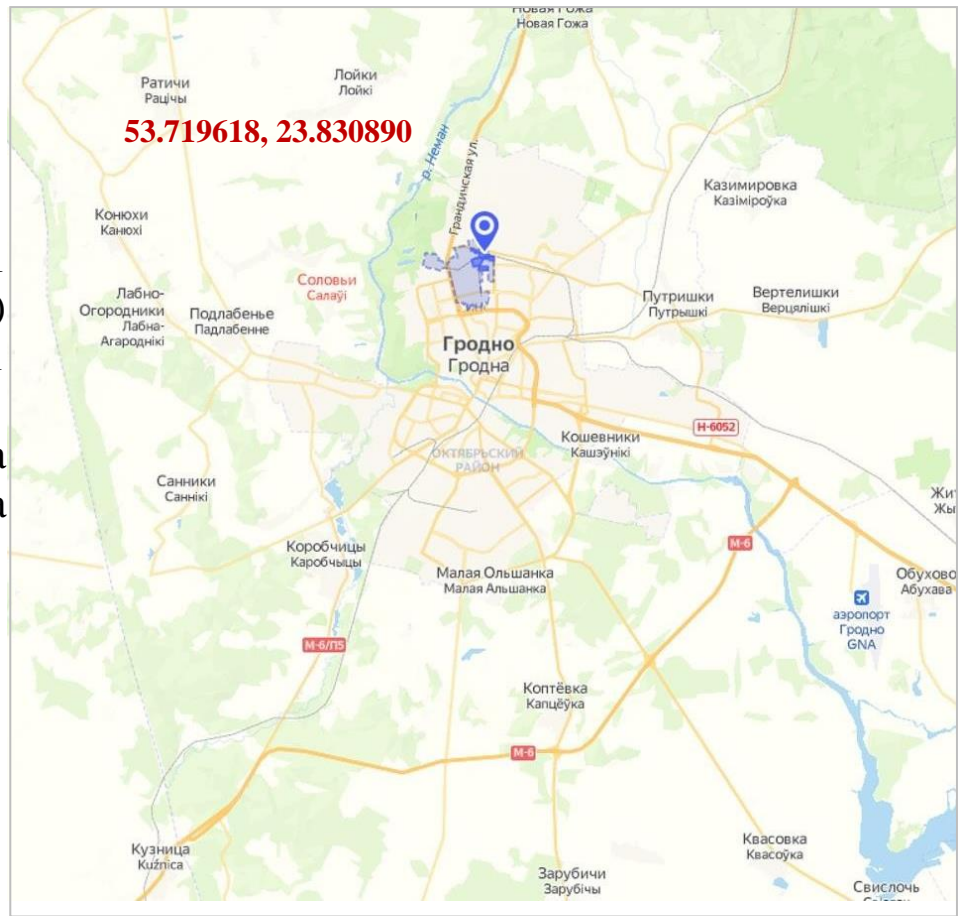 Новая Гожа
Ратичи
Рацічы
Лойки
Лойкі
53.719618, 23.830890
р. Неман
Грандичская ул.
Казимировка
Казіміроўка
Конюхи
Канюхі
Соловьи
Салаўі
Лабно-
Огородники
Лабна-
Агароднікі
Подлабенье
Падлабенне
Путришки
Путрышкі
Вертелишки
Верцялішкі
)
Гродно
Гродна
Н-6052
Кошевники
Кашэўнікі
ОКТЯБРЬСКИЙ
РАЙОН
а
а
Санники
Саннікі
Жи
Жы
Коробчицы
Каробчыцы
М-6
Малая Ольшанка
Малая Альшанка
Обухово
Абухава
аэропорт
Гродно
GNA
М-6/П5
Коптёвка
Капцёўка
М-6
Кузница
Kuźnica
Квасовка
Квасоўка
Зарубичи
Зарубічы
Свислочь